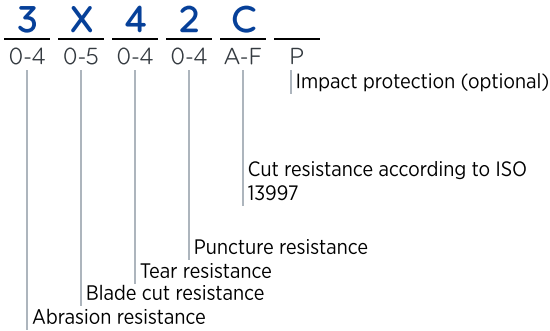 3 X 4 2 C
0-4 0-5 0-4 0-4 A-F P
Impact protection (optional)
Cut resistance according to ISO
13997
Puncture resistance
Tear resistance
Blade cut resistance
Abrasion resistance